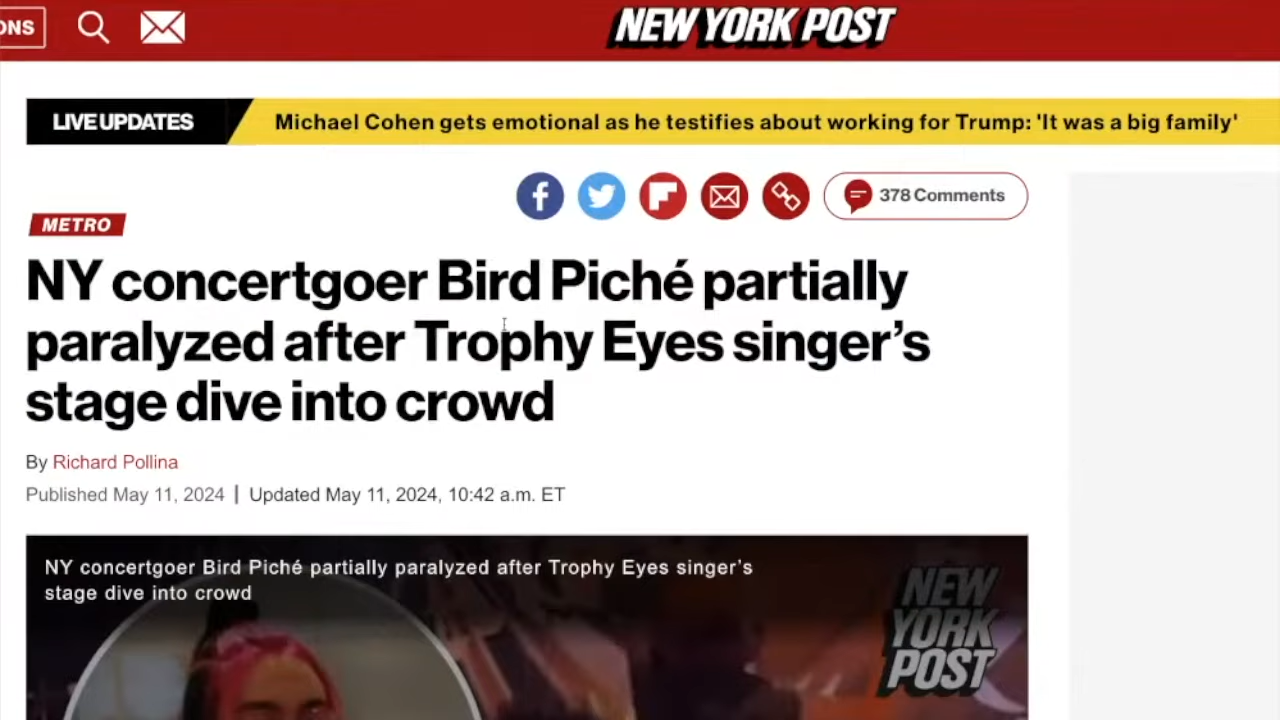 ONS
NEW YORK POST
LIVE UPDATES
Michael Cohen gets emotional as he testifies about working for Trump: 'It was a big family'
378 Comments
METRO
NY concertgoer Bird Piché partially
paralyzed after Trophy Eyes singer’s
stage dive into crowd
By Richard Pollina
Published May 11, 2024 | Updated May 11, 2024, 10:42 a.m. ET
NY concertgoer Bird Piché partially paralyzed after Trophy Eyes singer’s
stage dive into crowd
NEW
YORK
POST